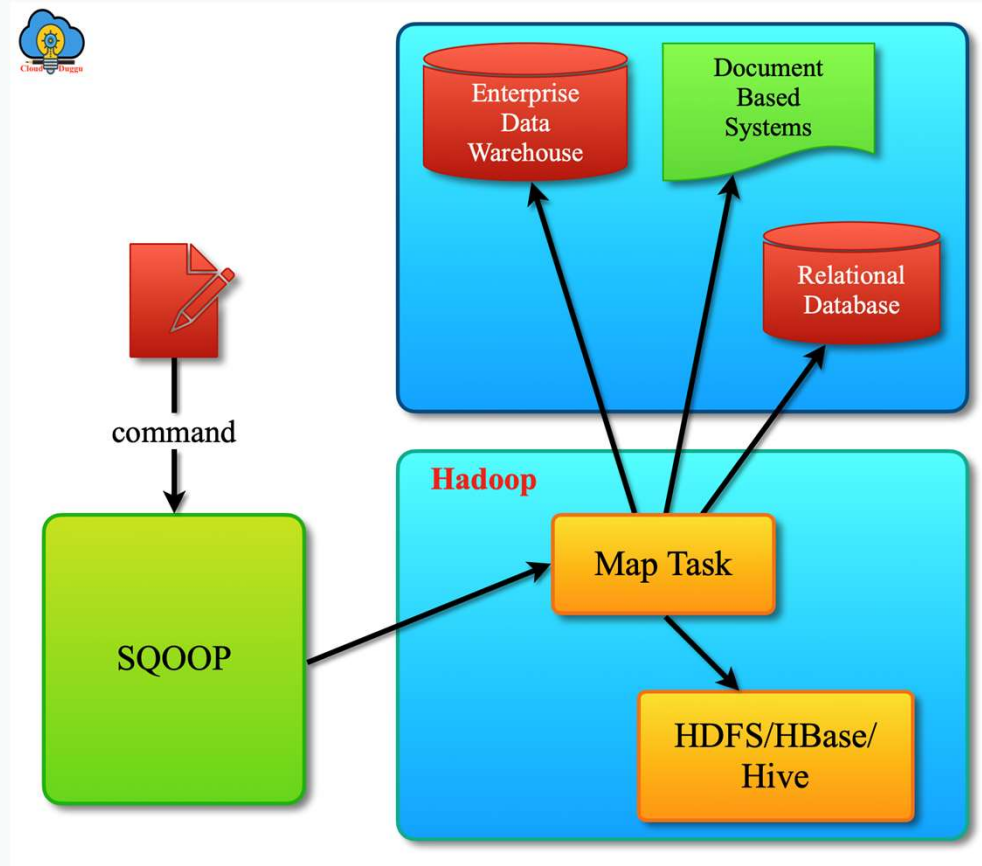 Cloud Duggu
Enterprise
Data
Warehouse
Document
Based
Systems
Relational
Database
command
Hadoop
Map Task
SQOOP
HDFS/HBase/
Hive